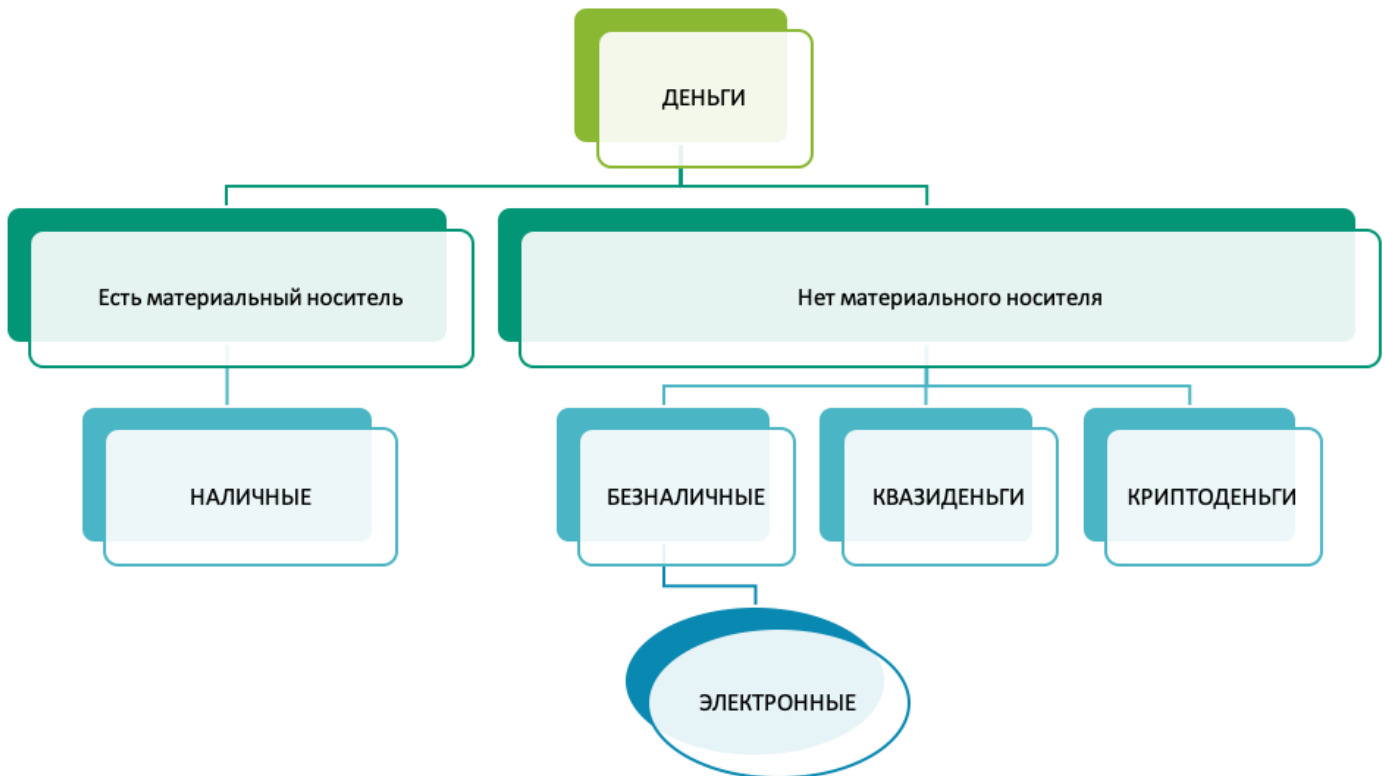 ДЕНЬГИ
Есть материальный носитель
Нет материального носителя
НАЛИЧНЫЕ
БЕЗНАЛИЧНЫЕ
КВАЗИДЕНЬГИ
КРИПТОДЕНЬГИ
ЭЛЕКТРОННЫЕ